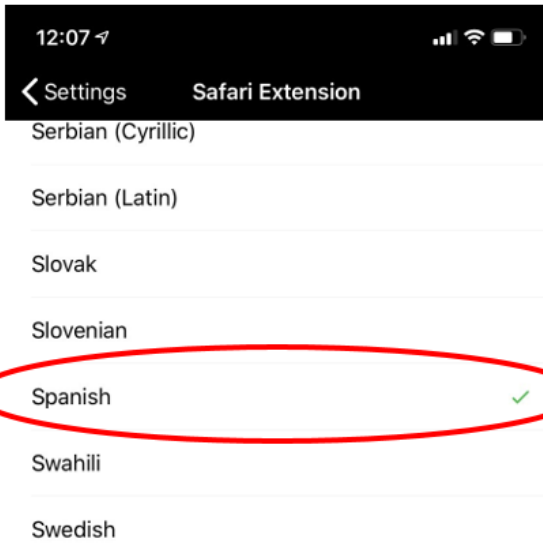 12:07
Settings Safari Extension
Serbian (Cyrillic)
Serbian (Latin)
Slovak
Slovenian
Spanish
Swahili
Swedish